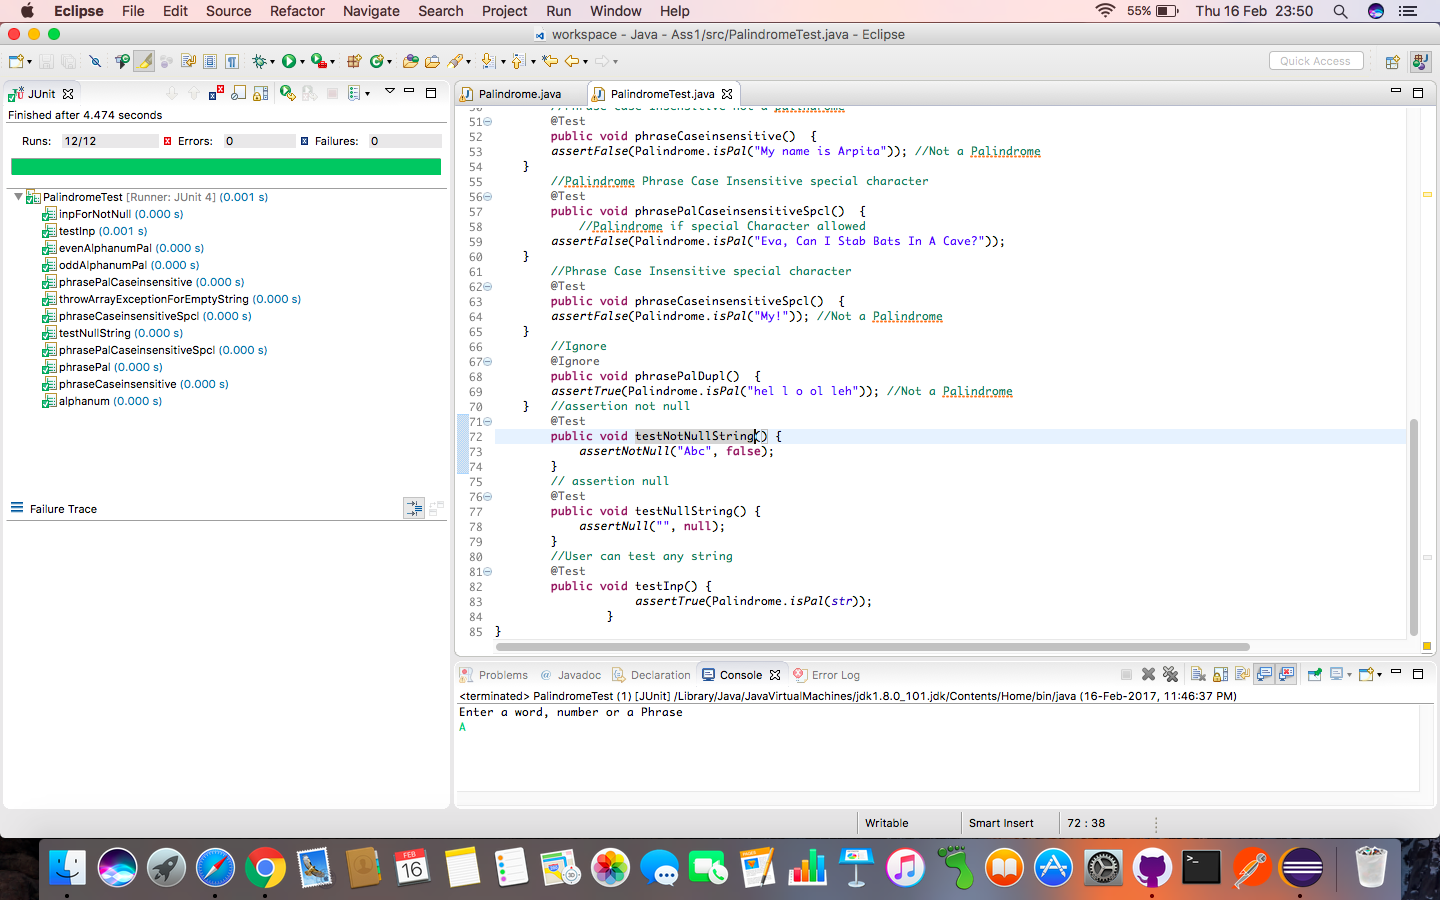 Eclipse File Edit Source Refactor Navigate Search Project Run Window Help 55% Thu 16 Feb 23:50
workspace - Java - Ass1/src/PalindromeTest.java - Eclipse
Quick Access
JUnit
Finished after 4.474 seconds
Runs: 12/12 Errors: 0 Failures: 0
PalindromeTest [Runner: JUnit 4] (0.001 s)
inpForNotNull (0.000 s)
testInp (0.001 s)
evenAlphanumPal (0.000 s)
oddAlphanumPal (0.000 s)
phrasePalCaseinsensitive (0.000 s)
throwArrayExceptionForEmptyString (0.000 s)
phraseCaseinsensitiveSpcl (0.000 s)
testNullString (0.000 s)
phrasePalCaseinsensitiveSpcl (0.000 s)
phrasePal (0.000 s)
phraseCaseinsensitive (0.000 s)
alphanum (0.000 s)
Failure Trace
Palindrome.java PalindromeTest.java
50 //Phrase Case Insensitive not a palindrome
51 @Test
52 public void phraseCaseinsensitive() {
53 assertFalse(Palindrome.isPal("My name is Arpita")); //Not a Palindrome
54 }
55 //Palindrome Phrase Case Insensitive special character
56 @Test
57 public void phrasePalCaseinsensitiveSpcl() {
58 //Palindrome if special Character allowed
59 assertFalse(Palindrome.isPal("Eva, Can I Stab Bats In A Cave?"));
60 }
61 //Phrase Case Insensitive special character
62 @Test
63 public void phraseCaseinsensitiveSpcl() {
64 assertFalse(Palindrome.isPal("My!")); //Not a Palindrome
65 }
66 //Ignore
67 @Ignore
68 public void phrasePalDupl() {
69 assertTrue(Palindrome.isPal("hel l o ol leh")); //Not a Palindrome
70 } //assertion not null
71 @Test
72 public void testNotNullString() {
73 assertNotNull("Abc", false);
74 }
75 // assertion null
76 @Test
77 public void testNullString() {
78 assertNull("", null);
79 }
80 //User can test any string
81 @Test
82 public void testInp() {
83 assertTrue(Palindrome.isPal(str));
84 }
85 }
Problems @ Javadoc Declaration Console Error Log
<terminated> PalindromeTest (1) [JUnit] /Library/Java/JavaVirtualMachines/jdk1.8.0_101.jdk/Contents/Home/bin/java (16-Feb-2017, 11:46:37 PM)
Enter a word, number or a Phrase
A
Writable Smart Insert 72 : 38
FEB
16